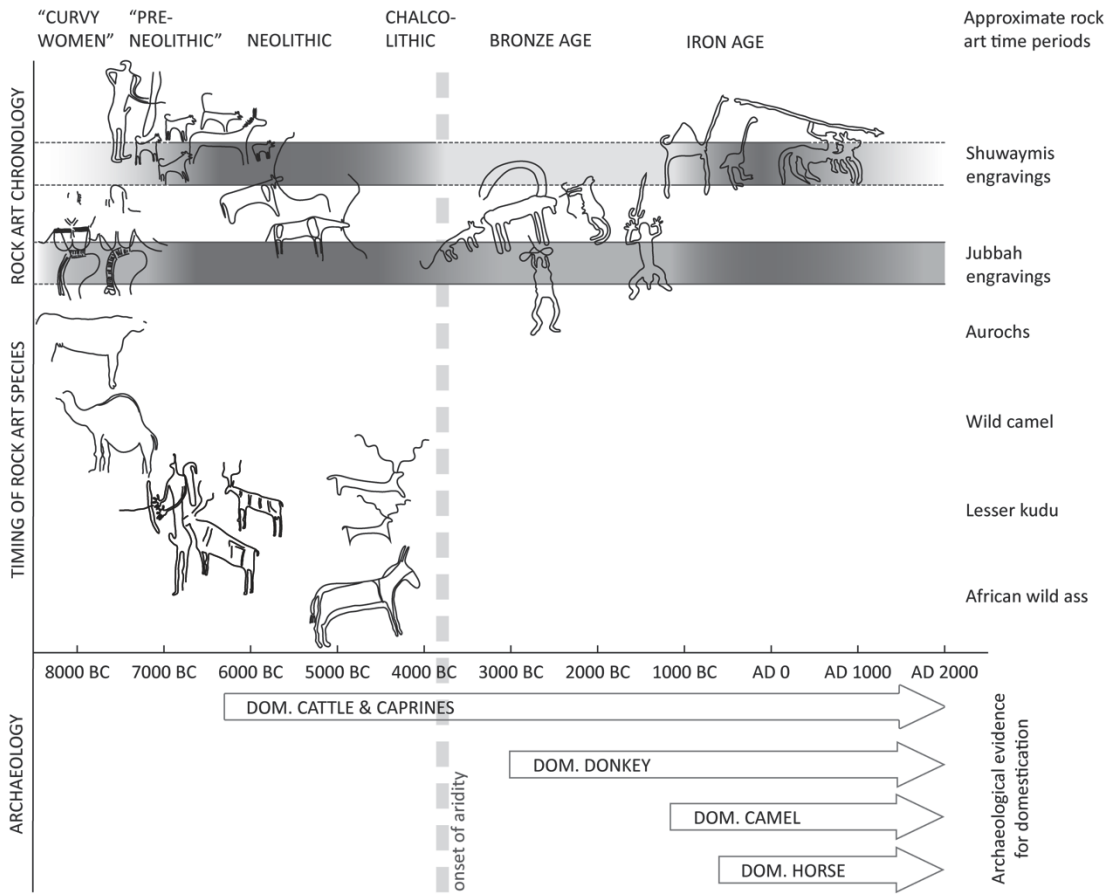 “CURVY WOMEN”
“PRE-NEOLITHIC”
NEOLITHIC
CHALCO-LITHIC
BRONZE AGE
IRON AGE
Approximate rock
art time periods
ROCK ART CHRONOLOGY
Shuwaymis
engravings
Jubbah
engravings
TIMING OF ROCK ART SPECIES
Aurochs
Wild camel
Lesser kudu
African wild ass
8000 BC 7000 BC 6000 BC 5000 BC 4000 BC 3000 BC 2000 BC 1000 BC AD 0 AD 1000 AD 2000
ARCHAEOLOGY
DOM. CATTLE & CAPRINES
DOM. DONKEY
DOM. CAMEL
DOM. HORSE
onset of aridity
Archaeological evidence
for domestication